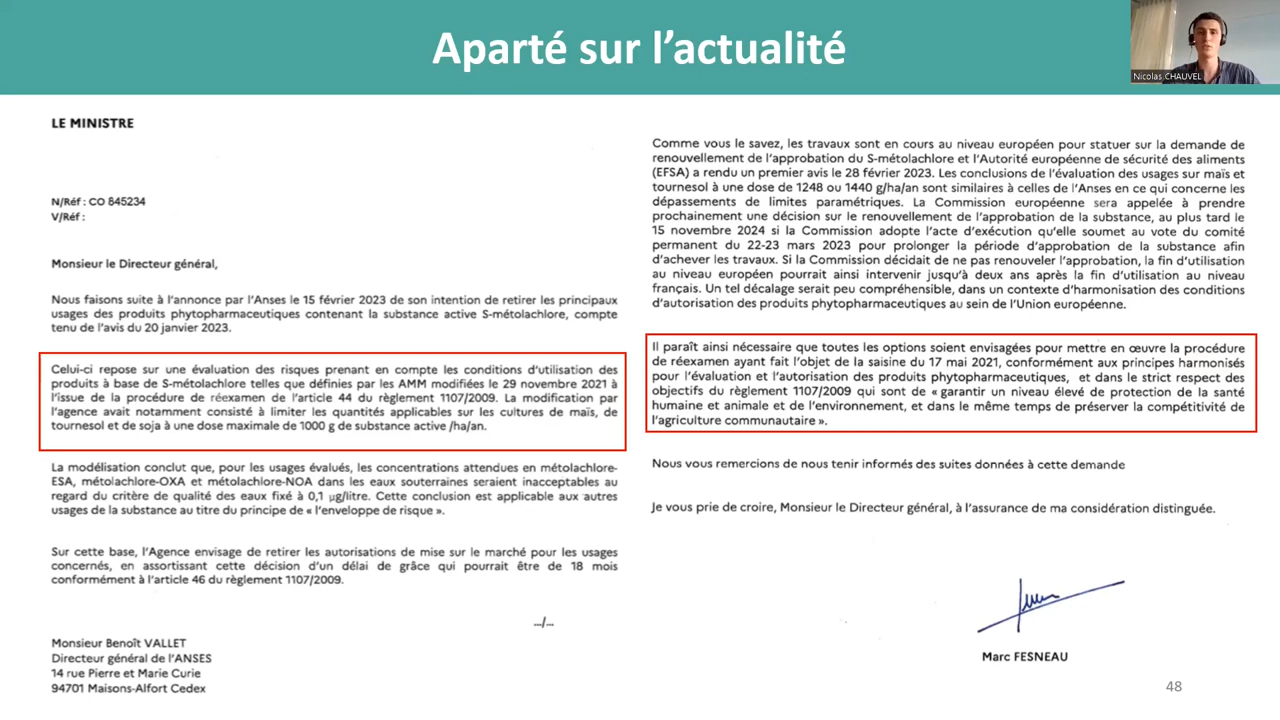 Aparté sur l'actualité
Nicolas CHAUVEL
LE MINISTRE
N/Réf : CO 845234
V/Réf :
Monsieur le Directeur général,
Nous faisons suite à l'annonce par l'Anses le 15 février 2023 de son intention de retirer les principaux
usages des produits phytopharmaceutiques contenant la substance active S-métolachlore, compte
tenu de l'avis du 20 janvier 2023.
Celui-ci repose sur une évaluation des risques prenant en compte les conditions d'utilisation des
produits à base de S-métolachlore telles que définies par les AMM modifiées le 29 novembre 2021 à
l'issue de la procédure de réexamen de l'article 44 du règlement 1107/2009. La modification par
l'agence avait notamment consisté à limiter les quantités applicables sur les cultures de maïs, de
tournesol et de soja à une dose maximale de 1000 g de substance active /ha/an.
La modélisation conclut que, pour les usages évalués, les concentrations attendues en métolachlore-
ESA, métolachlore-OXA et métolachlore-NOA dans les eaux souterraines seraient inacceptables au
regard du critère de qualité des eaux fixé à 0,1 µg/litre. Cette conclusion est applicable aux autres
usages de la substance au titre du principe de « l'enveloppe de risque ».
Sur cette base, l'Agence envisage de retirer les autorisations de mise sur le marché pour les usages
concernés, en assortissant cette décision d'un délai de grâce qui pourrait être de 18 mois
conformément à l'article 46 du règlement 1107/2009.
.../...
Monsieur Benoît VALLET
Directeur général de l'ANSES
14 rue Pierre et Marie Curie
94701 Maisons-Alfort Cedex
Comme vous le savez, les travaux sont en cours au niveau européen pour statuer sur la demande de
renouvellement de l'approbation du S-métolachlore et l'Autorité européenne de sécurité des aliments
(EFSA) a rendu un premier avis le 28 février 2023. Les conclusions de l'évaluation des usages sur maïs et
tournesol à une dose de 1248 ou 1440 g/ha/an sont similaires à celles de l'Anses en ce qui concerne les
dépassements de limites paramétriques. La Commission européenne sera appelée à prendre
prochainement une décision sur le renouvellement de l'approbation de la substance, au plus tard le
15 novembre 2024 si la Commission adopte l'acte d'exécution qu'elle soumet au vote du comité
permanent du 22-23 mars 2023 pour prolonger la période d'approbation de la substance afin
d'achever les travaux. Si la Commission décidait de ne pas renouveler l'approbation, la fin d'utilisation
au niveau européen pourrait ainsi intervenir jusqu'à deux ans après la fin d'utilisation au niveau
français. Un tel décalage serait peu compréhensible, dans un contexte d'harmonisation des conditions
d'autorisation des produits phytopharmaceutiques au sein de l'Union européenne.
Il paraît ainsi nécessaire que toutes les options soient envisagées pour mettre en œuvre la procédure
de réexamen ayant fait l'objet de la saisine du 17 mai 2021, conformément aux principes harmonisés
pour l'évaluation et l'autorisation des produits phytopharmaceutiques, et dans le strict respect des
objectifs du règlement 1107/2009 qui sont de « garantir un niveau élevé de protection de la santé
humaine et animale et de l'environnement, et dans le même temps de préserver la compétitivité de
l'agriculture communautaire ».
Nous vous remercions de nous tenir informés des suites données à cette demande
Je vous prie de croire, Monsieur le Directeur général, à l'assurance de ma considération distinguée.
Marc FESNEAU
48